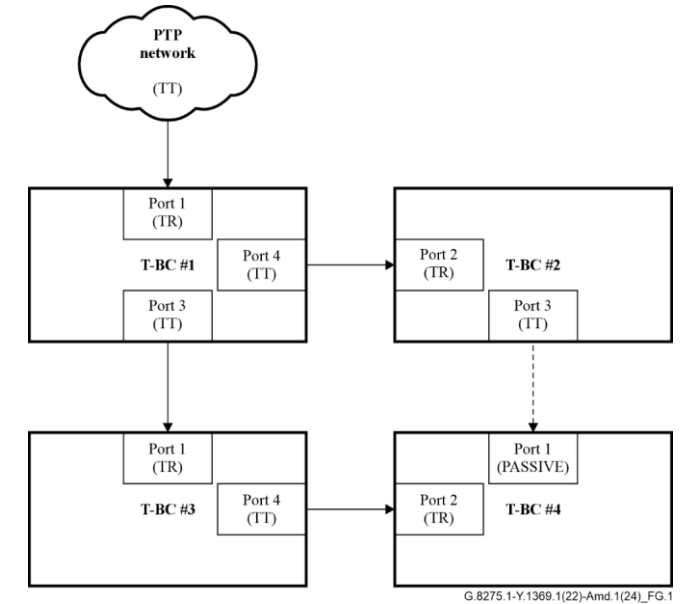 PTP
network
(TT)
Port 1
(TR)
T-BC #1
Port 4
(TT)
Port 3
(TT)
Port 2
(TR)
T-BC #2
Port 3
(TT)
Port 1
(TR)
T-BC #3
Port 4
(TT)
Port 1
(PASSIVE)
Port 2
(TR)
T-BC #4
G.8275.1-Y.1369.1(22)-Amd.1(24)_FG.1